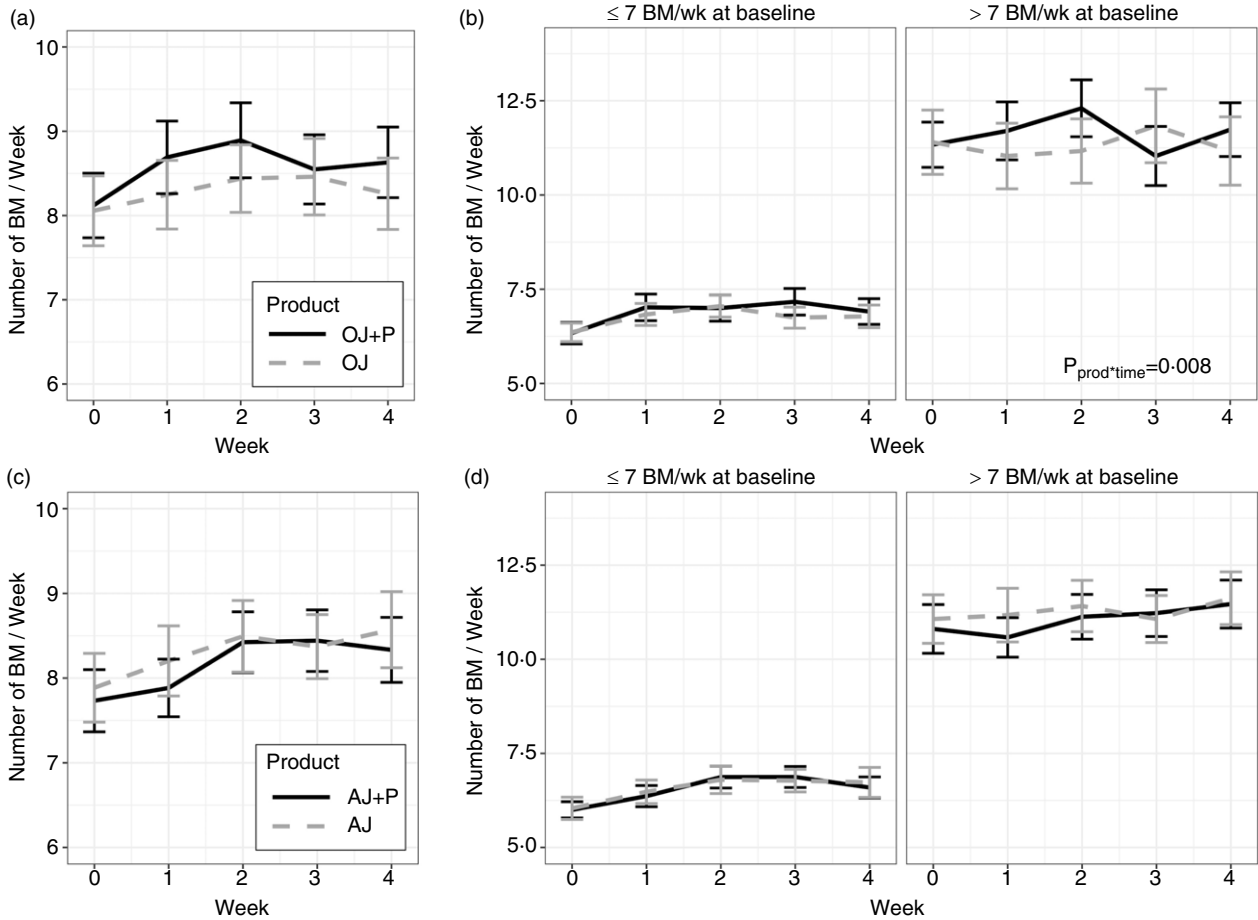 (a)
10
9
8
7
6
Number of BM / Week
Product
OJ+P
OJ
0 1 2 3 4
Week
(b)
≤ 7 BM/wk at baseline
> 7 BM/wk at baseline
12·5
10·0
7·5
5·0
Number of BM / Week
P prod*time=0·008
0 1 2 3 4
0 1 2 3 4
Week
Week
(c)
10
9
8
7
6
Number of BM / Week
Product
AJ+P
AJ
0 1 2 3 4
Week
(d)
≤ 7 BM/wk at baseline
> 7 BM/wk at baseline
12·5
10·0
7·5
5·0
Number of BM / Week
0 1 2 3 4
0 1 2 3 4
Week
Week